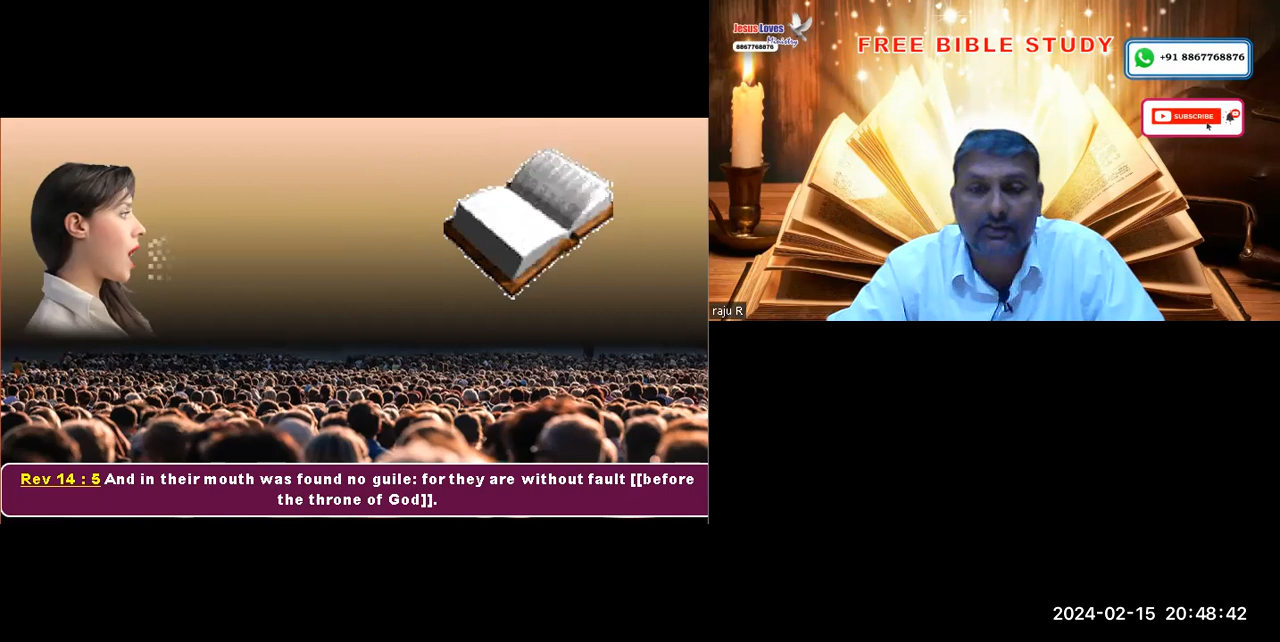 Jesus Loves
Ministry
8867768876
FREE BIBLE STUDY
+91 8867768876
SUBSCRIBE
raju R
Rev 14 : 5 And in their mouth was found no guile: for they are without fault [[before
the throne of God]].
2024-02-15 20:48:42